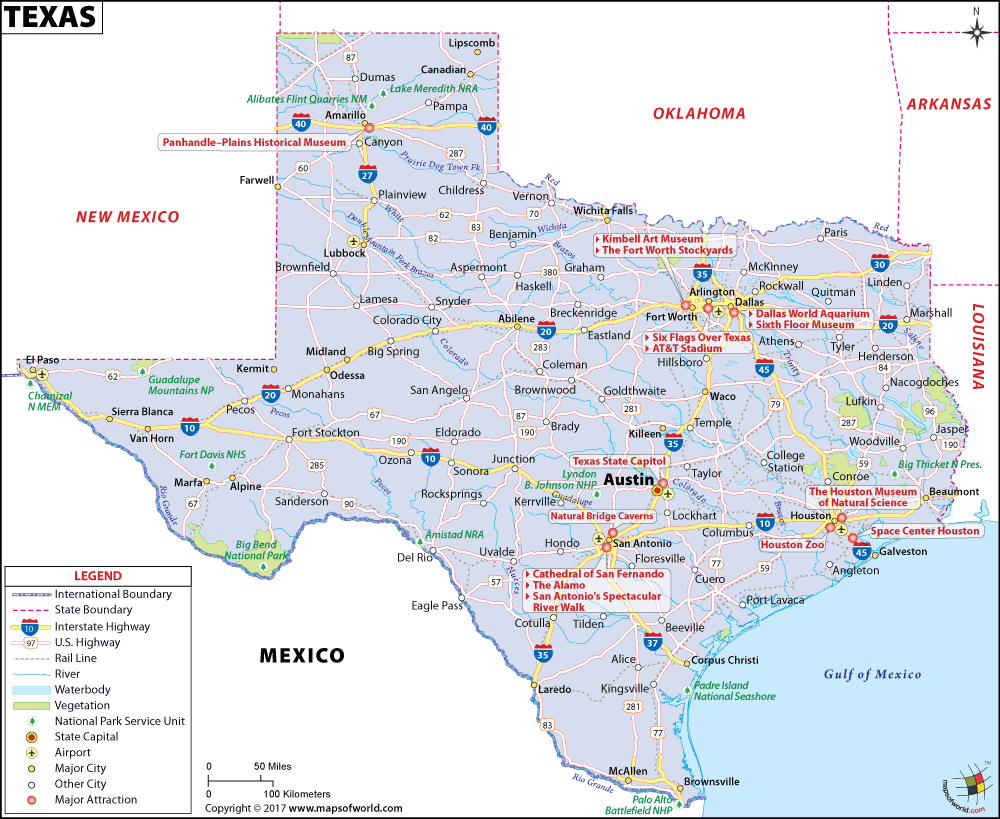 TEXAS
N
Lipscomb
87
Dumas
Canadian
Lake Meredith NRA
Alibates Flint Quarries NM
Pampa
Amarillo
OKLAHOMA
ARKANSAS
40
40
Panhandle–Plains Historical Museum
Canyon
287
Prairie Dog Town Fk.
60
27
Farwell
Childress
Red
Plainview
Vernon
NEW MEXICO
White
62
70
Wichita Falls
Double Mountain Fork Brazos
83
Wichita
82
Benjamin
Paris
Red
Kimbell Art Museum
The Fort Worth Stockyards
Brazos
Lubbock
30
Brownfield
Aspermont
380
Graham
35
McKinney
Haskell
Rockwall
Linden
Arlington
Quitman
Lamesa
Snyder
Breckenridge
Dallas
Colorado City
Abilene
Fort Worth
Dallas World Aquarium
Sixth Floor Museum
Marshall
20
20
Eastland
Six Flags Over Texas
AT&T Stadium
Athens
Tyler
Sabine
LOUISIANA
283
Midland
Big Spring
Colorado
Henderson
Hillsboro
Trinity
El Paso
Kermit
Coleman
45
84
62
Guadalupe
Mountains NP
Odessa
Nacogdoches
Chamizal
N MEM
20
Monahans
San Angelo
Brownwood
Goldthwaite
Waco
Lufkin
Pecos
Pecos
281
79
96
Sierra Blanca
67
87
287
10
Brady
Temple
Jasper
Van Horn
Fort Stockton
Eldorado
190
Killeen
35
Woodville
190
190
Fort Davis NHS
Ozona
10
Junction
Texas State Capitol
College
Station
59
Big Thicket N Pres.
285
Sonora
Lyndon
B. Johnson NHP
Austin
Taylor
Conroe
Marfa
Alpine
Pecos
Rocksprings
Kerrville
Guadalupe
Colorado
The Houston Museum
of Natural Science
Beaumont
Rio Grande
67
Sanderson
90
Lockhart
Brazos
Natural Bridge Caverns
10
Houston
Columbus
Space Center Houston
Big Bend
National Park
Amistad NRA
Hondo
San Antonio
Houston Zoo
45
Galveston
Del Rio
Uvalde
Floresville
77
59
Angleton
57
Nueces
Cathedral of San Fernando
The Alamo
San Antonio's Spectacular
River Walk
Cuero
Eagle Pass
Port Lavaca
Cotulla
Tilden
Beeville
35
37
MEXICO
Alice
Corpus Christi
Gulf of Mexico
Laredo
Kingsville
Padre Island
National Seashore
281
83
77
McAllen
Rio Grande
Brownsville
Palo Alto
Battlefield NHP
LEGEND
International Boundary
State Boundary
10
Interstate Highway
97
U.S. Highway
Rail Line
River
Waterbody
Vegetation
National Park Service Unit
State Capital
Airport
Major City
Other City
Major Attraction
0 50 Miles
0 100 Kilometers
Copyright © 2017 www.mapsofworld.com
TM
mapsofworld.com